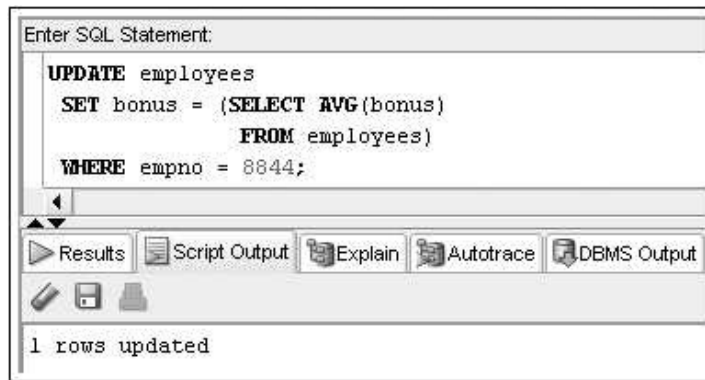 Enter SQL Statement:
UPDATE employees
SET bonus = (SELECT AVG(bonus)
FROM employees)
WHERE empno = 8844;
Results Script Output Explain Autotrace DBMS Output
1 rows updated